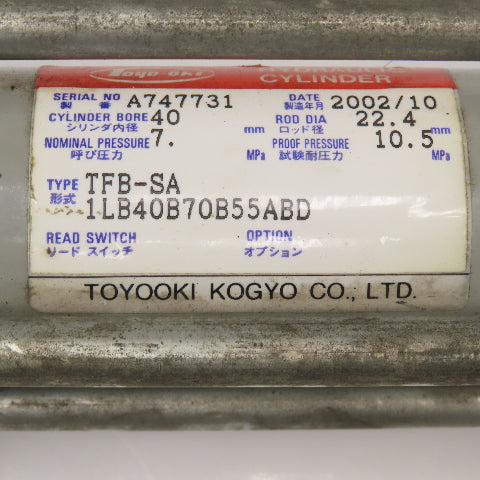 TOYO-OKI HYDRAULIC
CYLINDER
SERIAL NO A747731 DATE 2002/10
製番 製造年月
CYLINDER BORE 40 mm ROD DIA 22.4 mm
シリンダ内径 ロッド径
NOMINAL PRESSURE 7. MPa PROOF PRESSURE 10.5 MPa
呼び圧力 試験耐圧力
TYPE TFB-SA
形式 1LB40B70B55ABD
READ SWITCH OPTION
リード スイッチ オプション
TOYOOKI KOGYO CO., LTD.